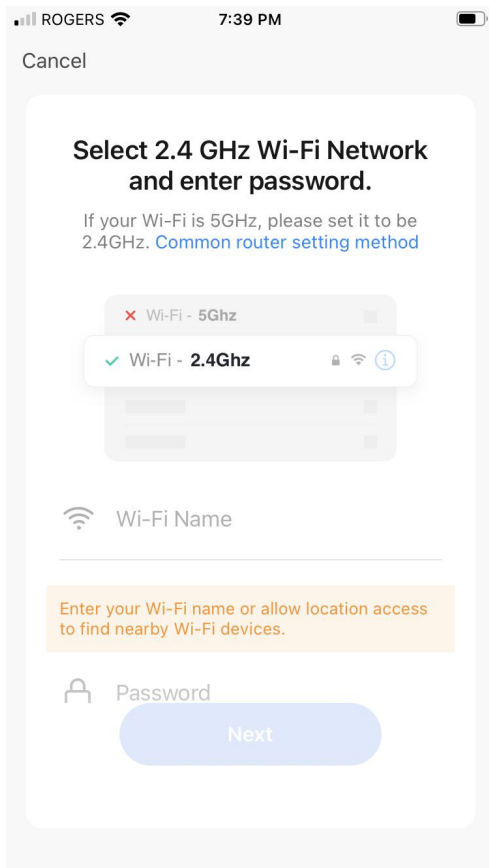 ROGERS 7:39 PM
Cancel
Select 2.4 GHz Wi-Fi Network
and enter password.
If your Wi-Fi is 5GHz, please set it to be
2.4GHz. Common router setting method
Wi-Fi - 5Ghz
Wi-Fi - 2.4Ghz
Wi-Fi Name
Enter your Wi-Fi name or allow location access
to find nearby Wi-Fi devices.
Password
Next